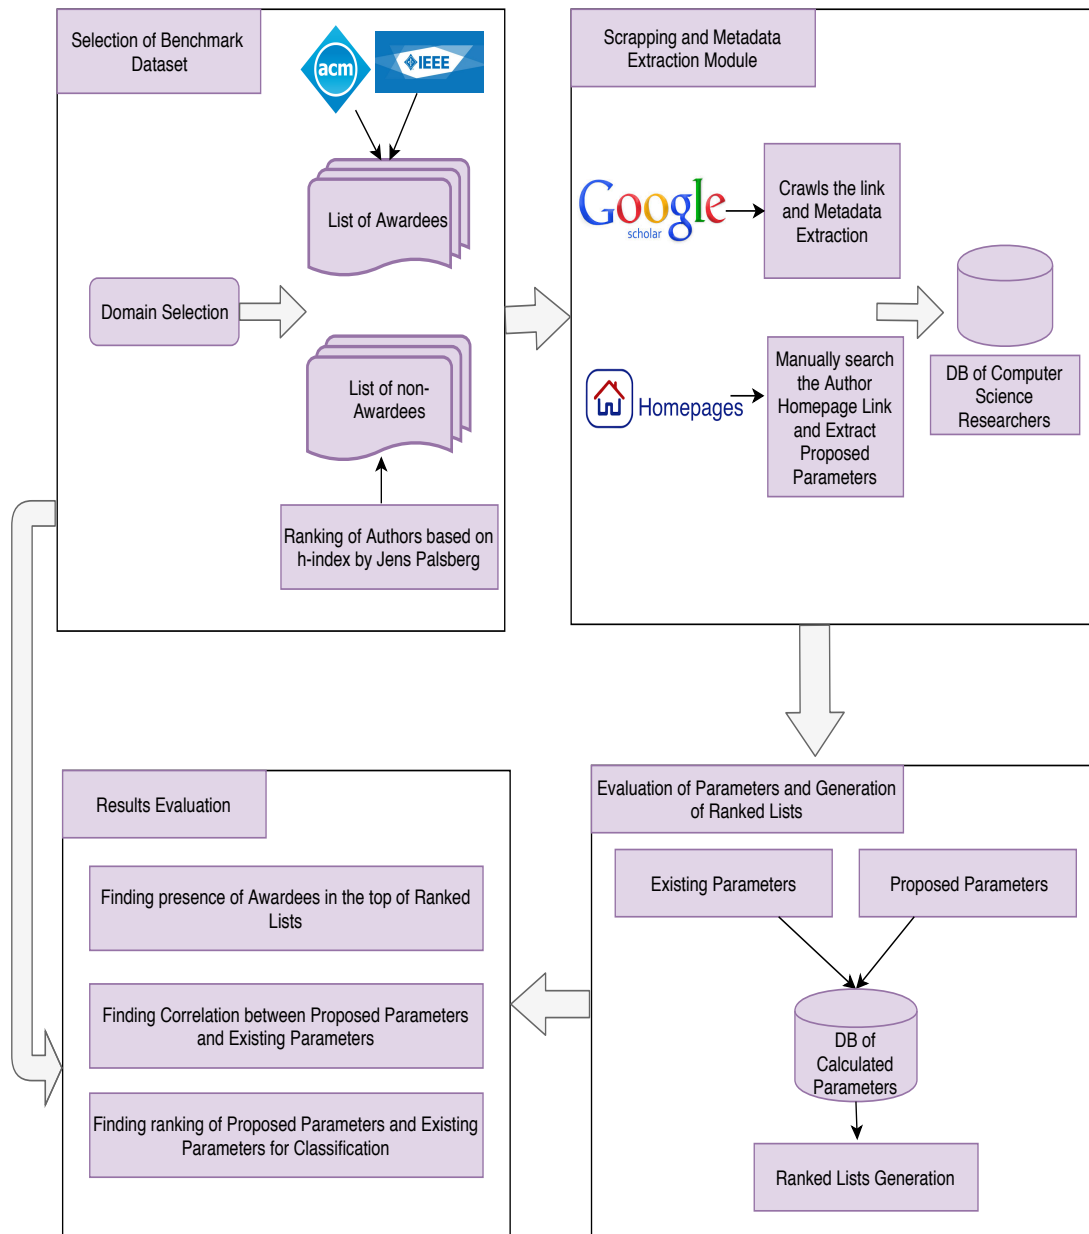 Selection of Benchmark
Dataset
acm
IEEE
List of Awardees
Domain Selection
List of non-
Awardees
Ranking of Authors based on
h-index by Jens Palsberg
Scrapping and Metadata
Extraction Module
Google
scholar
Crawls the link
and Metadata
Extraction
Homepages
Manually search
the Author
Homepage Link
and Extract
Proposed
Parameters
DB of Computer
Science
Researchers
Evaluation of Parameters and Generation
of Ranked Lists
Existing Parameters
Proposed Parameters
DB of
Calculated
Parameters
Ranked Lists Generation
Results Evaluation
Finding presence of Awardees in the top of Ranked
Lists
Finding Correlation between Proposed Parameters
and Existing Parameters
Finding ranking of Proposed Parameters and Existing
Parameters for Classification